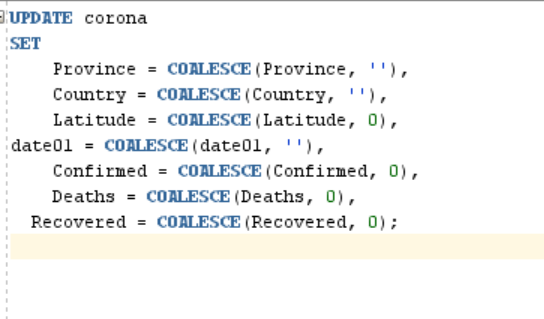 UPDATE corona
SET
    Province = COALESCE(Province, ''),
    Country = COALESCE(Country, ''),
    Latitude = COALESCE(Latitude, 0),
date01 = COALESCE(date01, ''),
    Confirmed = COALESCE(Confirmed, 0),
    Deaths = COALESCE(Deaths, 0),
  Recovered = COALESCE(Recovered, 0);